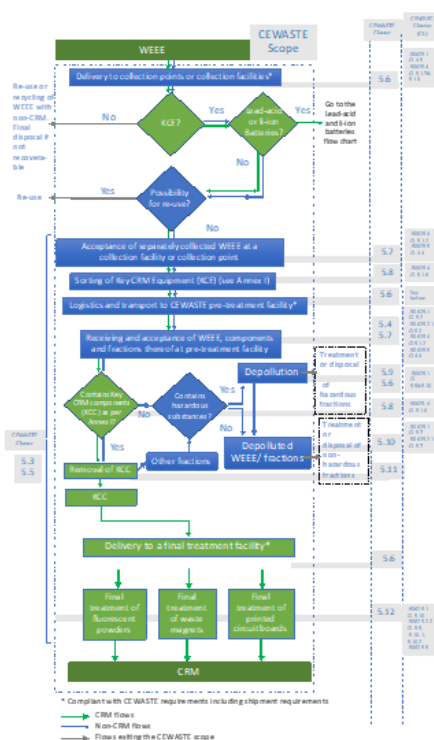 CEWASTE
Scope
CEWASTE
Clause
WEEE
Delivery to collection points or collection facilities*
5.6
Re-use or
recycling of
WEEE with
non-CRM.
Final
disposal if
not
recovera-
ble
No
KCE?
Yes
Lead-acid
or li-ion
Batteries?
Yes
Go to the
Lead-acid
and li-ion
batteries
flow chart
No
Re-use
Yes
Possibility
for re-use?
No
Acceptance of separately collected WEEE at a
collection facility or collection point
5.7
Sorting of Key CRM Equipment (KCE) (see Annex I)
5.8
Logistics and transport to CEWASTE pre-treatment facility*
5.6
Receiving and acceptance of WEEE, components
and fractions thereof at pre-treatment facility
5.4
5.7
Contains Key
CRM components
(KCC) as per
Annex I?
No
Contains
hazardous
substances?
Yes
No
Depollution
Treatment
or disposal
of
hazardous
fractions
5.9
5.6
5.8
Yes
Depolluted
WEEE/ fractions
Treatment
or
disposal of
non-
hazardous
fractions
5.10
5.11
CEWASTE
Clause
5.3
5.5
Removal of KCC
Other fractions
KCC
Delivery to a final treatment facility*
5.6
Final
treatment of
fluorescent
powders
Final
treatment
of waste
magnets
Final
treatment of
printed
circuit boards
5.12
CRM
* Compliant with CEWASTE requirements including shipment requirements
CRM flows
Non-CRM flows
Flows exiting the CEWASTE scope